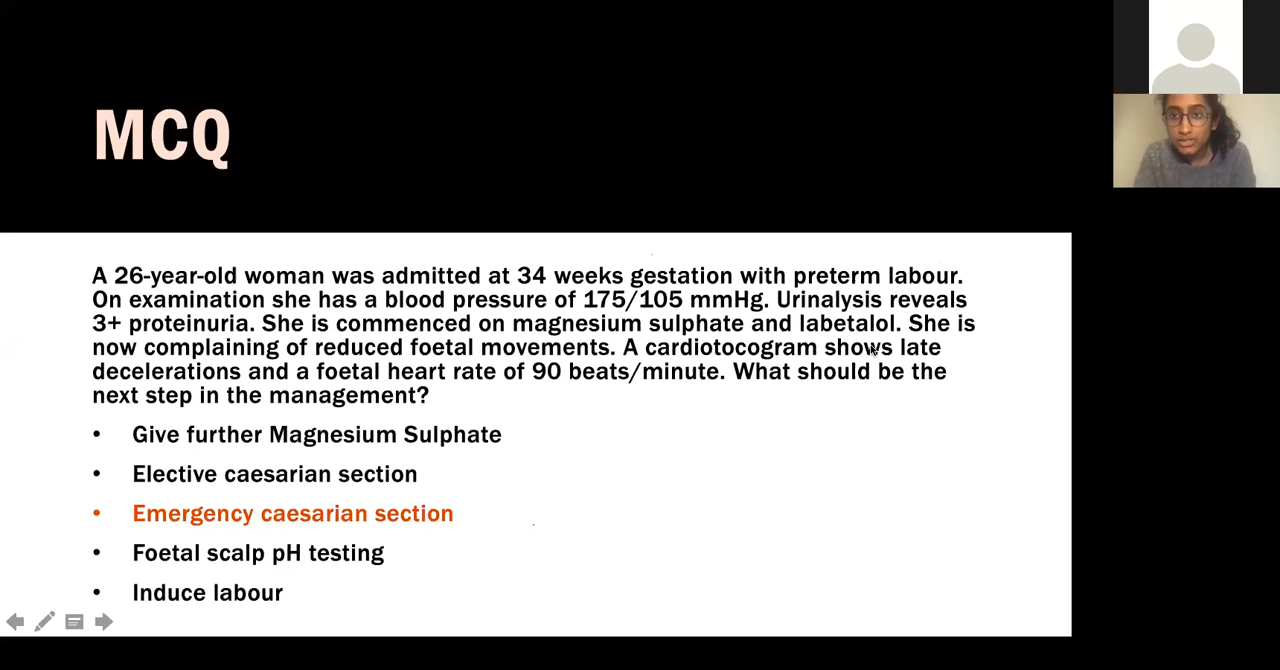 MCQ
A 26-year-old woman was admitted at 34 weeks gestation with preterm labour.
On examination she has a blood pressure of 175/105 mmHg. Urinalysis reveals
3+ proteinuria. She is commenced on magnesium sulphate and labetalol. She is
now complaining of reduced foetal movements. A cardiotocogram shows late
decelerations and a foetal heart rate of 90 beats/minute. What should be the
next step in the management?
• Give further Magnesium Sulphate
• Elective caesarian section
• Emergency caesarian section
• Foetal scalp pH testing
• Induce labour